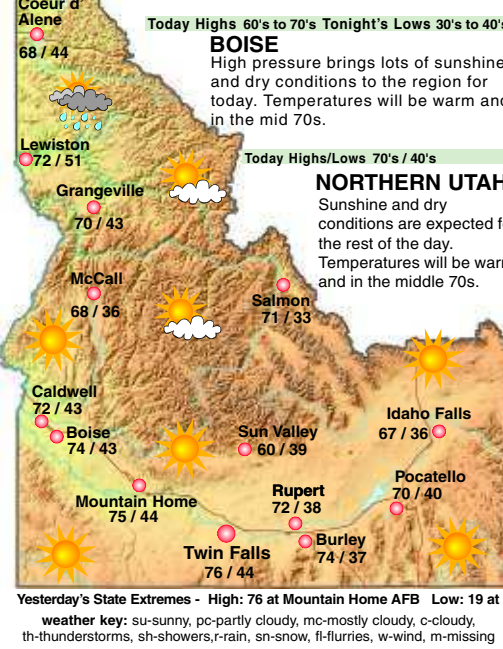 Coeur d'
Alene
68 / 44
Today Highs 60's to 70's Tonight's Lows 30's to 40's
BOISE
High pressure brings lots of sunshine
and dry conditions to the region for
today. Temperatures will be warm and
in the mid 70s.
Lewiston
72 / 51
Today Highs/Lows 70's / 40's
NORTHERN UTAH
Sunshine and dry
conditions are expected
the rest of the day.
Temperatures will be warm
and in the middle 70s.
Grangeville
70 / 43
McCall
68 / 36
Salmon
71 / 33
Caldwell
72 / 43
Boise
74 / 43
Sun Valley
60 / 39
Idaho Falls
67 / 36
Mountain Home
75 / 44
Rupert
72 / 38
Pocatello
70 / 40
Twin Falls
76 / 44
Burley
74 / 37
Yesterday's State Extremes - High: 76 at Mountain Home AFB Low: 19 at
weather key: su-sunny, pc-partly cloudy, mc-mostly cloudy, c-cloudy,
th-thunderstorms, sh-showers,r-rain, sn-snow, fl-flurries, w-wind, m-missing